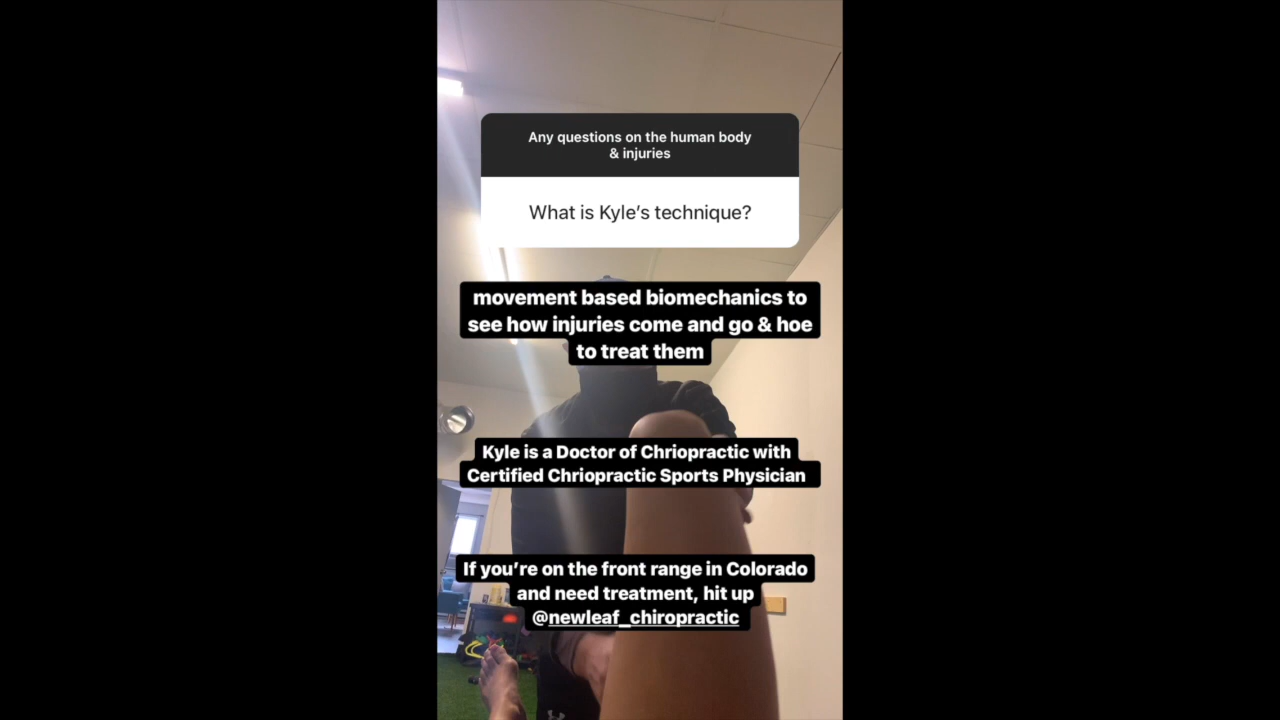 Any questions on the human body
& injuries
What is Kyle's technique?
movement based biomechanics to
see how injuries come and go & hoe
to treat them
Kyle is a Doctor of Chriopractic with
Certified Chriopractic Sports Physician
If you're on the front range in Colorado
and need treatment, hit up
@newleaf_chiropractic